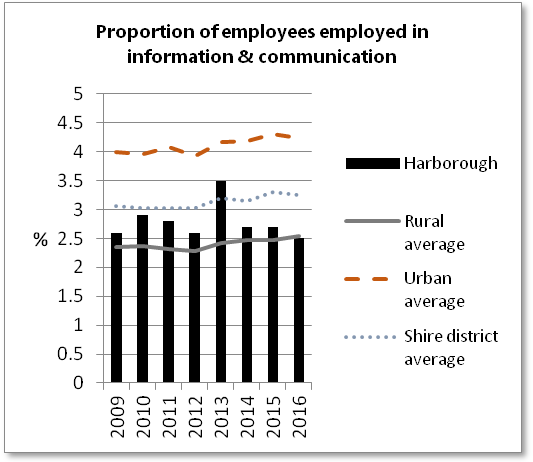 Proportion of employees employed in
information & communication
5
4.5
4
3.5
3
2.5
2
1.5
1
0.5
0
%
2009
2010
2011
2012
2013
2014
2015
2016
Harborough
Rural
average
Urban
average
Shire district
average